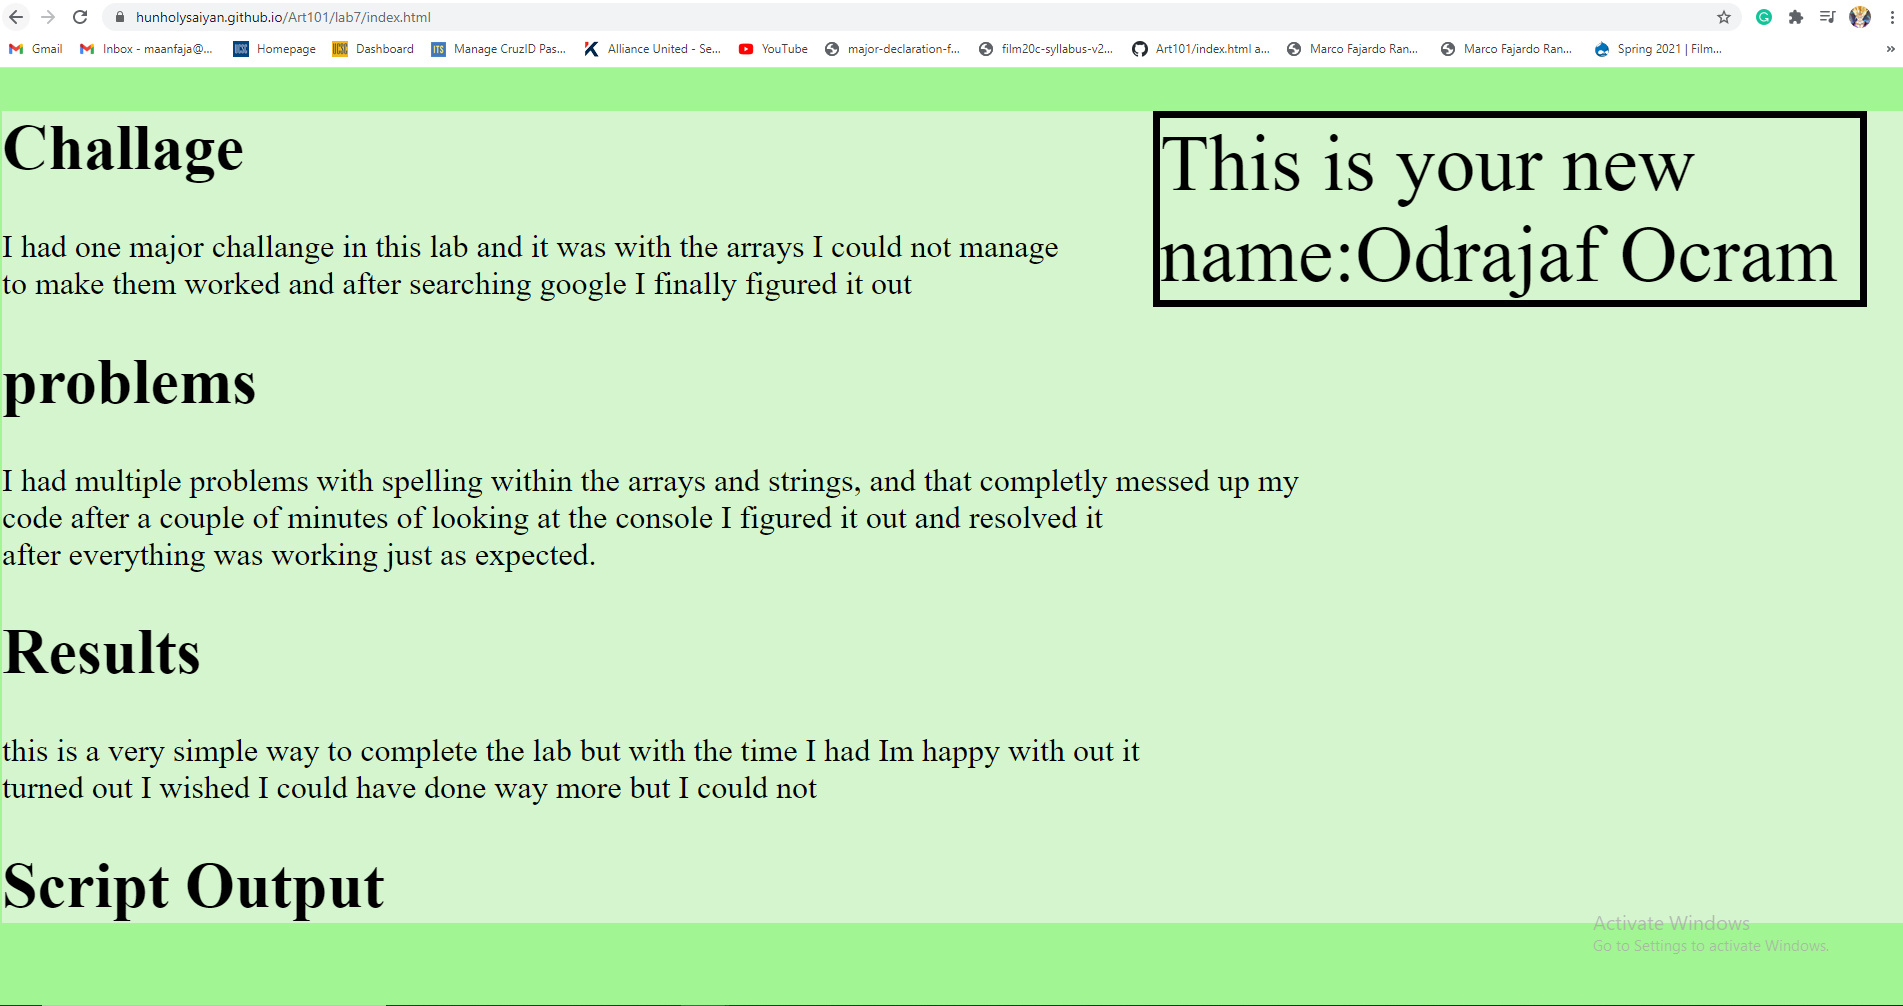 hunholysaiyan.github.io/Art101/lab7/index.html
Gmail Inbox - maanfaja@... Homepage Dashboard Manage CruzID Pas... Alliance United - Se... YouTube major-declaration-f... film20c-syllabus-v2... Art101/index.html a... Marco Fajardo Ran... Marco Fajardo Ran... Spring 2021 | Film... »
Challage
I had one major challange in this lab and it was with the arrays I could not manage
to make them worked and after searching google I finally figured it out
This is your new
name:Odrajaf Ocram
problems
I had multiple problems with spelling within the arrays and strings, and that completly messed up my
code after a couple of minutes of looking at the console I figured it out and resolved it
after everything was working just as expected.
Results
this is a very simple way to complete the lab but with the time I had Im happy with out it
turned out I wished I could have done way more but I could not
Script Output
Activate Windows
Go to Settings to activate Windows.